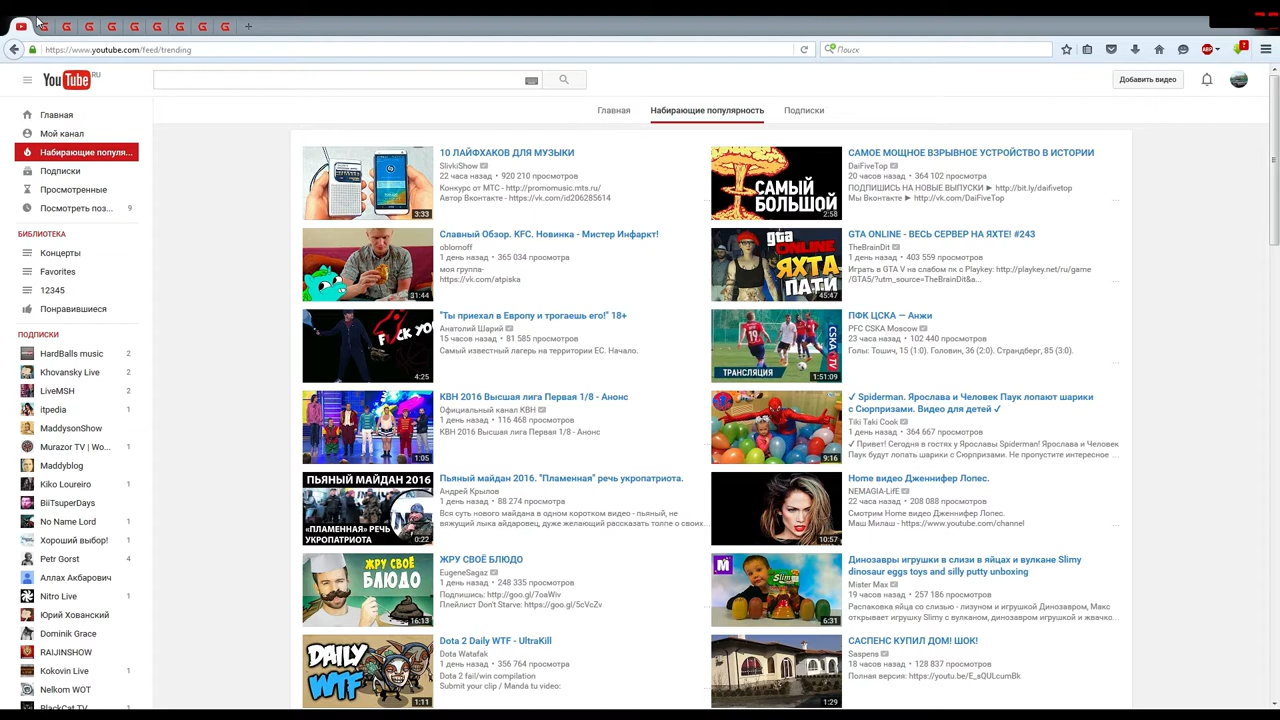 https://www.youtube.com/feed/trending
Поиск
7
YouTube RU
Добавить видео
Главная
Набирающие популярность
Подписки
Главная
Мой канал
Набирающие популя...
Подписки
Просмотренные
Посмотреть поз... 9
БИБЛИОТЕКА
Концерты
Favorites
12345
Понравившиеся
ПОДПИСКИ
HardBalls music 2
Khovansky Live 2
LiveMSH 2
itpedia 1
MaddysonShow
Murazor TV | Wo... 1
Maddyblog
Kiko Loureiro 1
BiiTsuperDays
No Name Lord 1
Хороший выбор! 1
Petr Gorst 1
Аллах Акбарович
Nitro Live 1
Юрий Хованский
Dominik Grace
RAIJINSHOW
Kokovin Live 1
Nelkom WOT
BlackCat TV
10 ЛАЙФХАКОВ ДЛЯ МУЗЫКИ
SlivkiShow
22 часа назад • 920 210 просмотров
Конкурс от МТС - http://promomusic.mts.ru/
Автор Вконтакте - https://vk.com/id206285614
3:33
САМОЕ МОЩНОЕ ВЗРЫВНОЕ УСТРОЙСТВО В ИСТОРИИ
DaiFiveTop
20 часов назад • 364 102 просмотра
ПОДПИШИСЬ НА НОВЫЕ ВЫПУСКИ ► http://bit.ly/daifivetop
Мы Вконтакте ► http://vk.com/DaiFiveTop
САМЫЙ
БОЛЬШОЙ
2:58
Славный Обзор. KFC. Новинка - Мистер Инфаркт!
oblomoff
1 день назад • 365 034 просмотра
моя группа-
https://vk.com/atpiska
31:44
GTA ONLINE - ВЕСЬ СЕРВЕР НА ЯХТЕ! #243
TheBrainDit
1 день назад • 403 559 просмотров
Играть в GTA V на слабом пк с Playkey: http://playkey.net/ru/game
/GTA5/?utm_source=TheBrainDit&a...
gta
ONLINE
ЯХТА
ПАТИ
45:47
"Ты приехал в Европу и трогаешь его!" 18+
Анатолий Шарий
15 часов назад • 81 585 просмотров
Самый известный лагерь на территории ЕС. Начало.
4:25
ПФК ЦСКА — Анжи
PFC CSKA Moscow
23 часа назад • 102 440 просмотров
Голы: Тошич, 15 (1:0). Головин, 36 (2:0). Страндберг, 85 (3:0).
CSKA TV
ТРАНСЛЯЦИЯ
1:51:09
КВН 2016 Высшая лига Первая 1/8 - Анонс
Официальный канал КВН
1 день назад • 116 468 просмотров
КВН 2016 Высшая лига Первая 1/8 - Анонс
1:05
✓ Spiderman. Ярослава и Человек Паук лопают шарики
с Сюрпризами. Видео для детей ✓
Tiki Taki Cook
1 день назад • 364 667 просмотров
✓ Привет! Сегодня в гостях у Ярославы Spiderman! Ярослава и Человек
Паук будут лопать шарики с Сюрпризами. Не пропустите интересное
9:16
Пьяный майдан 2016. "Пламенная" речь укропатриота.
Андрей Крылов
1 день назад • 88 274 просмотра
Вся суть нового майдана в одном коротком видео - пьяный, не
вяжущий лыка айдаровец, дуже желающий рассказать толпе о своих...
ПЬЯНЫЙ МАЙДАН 2016
«ПЛАМЕННАЯ» РЕЧЬ
УКРОПАТРИОТА
0:22
Home видео Дженнифер Лопес.
NEMAGIA-LifE
22 часа назад • 208 088 просмотров
Смотрим Home видео Дженнифер Лопес.
Маш Милаш - https://www.youtube.com/channel
10:57
ЖРУ СВОЁ БЛЮДО
EugeneSagaz
1 день назад • 248 335 просмотров
Подпишись: http://goo.gl/7oaWiv
Плейлист Don't Starve: https://goo.gl/5cVcZv
ЖРУ СВОЁ
БЛЮДО
16:13
Динозавры игрушки в слизи в яйцах и вулкане Slimy
dinosaur eggs toys and silly putty unboxing
Mister Max
19 часов назад • 257 186 просмотров
Распаковка яйца со слизью - лизуном и игрушкой Динозавром, Макс
открывает игрушку Slimy с вулканом, динозавром игрушкой и жвачко...
M
6:31
Dota 2 Daily WTF - UltraKill
Dota Watafak
1 день назад • 356 764 просмотра
Dota 2 fail/win compilation
Submit your clip / Manda tu video:
DAILY
WTF
1:11
САСПЕНС КУПИЛ ДОМ! ШОК!
Saspens
18 часов назад • 128 837 просмотров
Полная версия: https://youtu.be/E_sQULcumBk
1:29